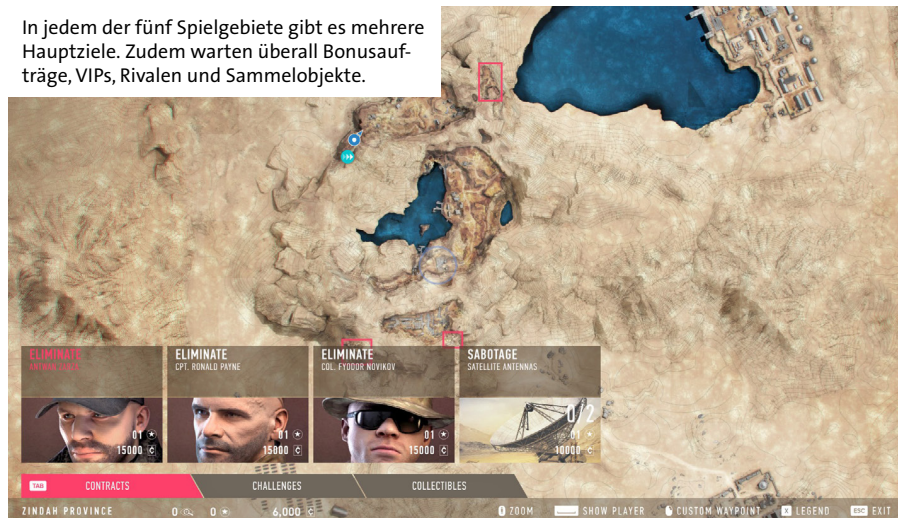 In jedem der fünf Spielgebiete gibt es mehrere
Hauptziele. Zudem warten überall Bonusauf-
träge, VIPs, Rivalen und Sammelobjekte.
ELIMINATE
ELIMINATE
CPT. RONALD PAYNE
ELIMINATE
COL. FYODOR NOVIKOV
SABOTAGE
SATELLITE ANTENNAS
0/2
01
15000
01
15000
01
15000
01
10000
TAB CONTRACTS CHALLENGES COLLECTIBLES
ZINDAH PROVINCE 0 0 6,000 ZOOM SHOW PLAYER CUSTOM WAYPOINT X LEGEND ESC EXIT